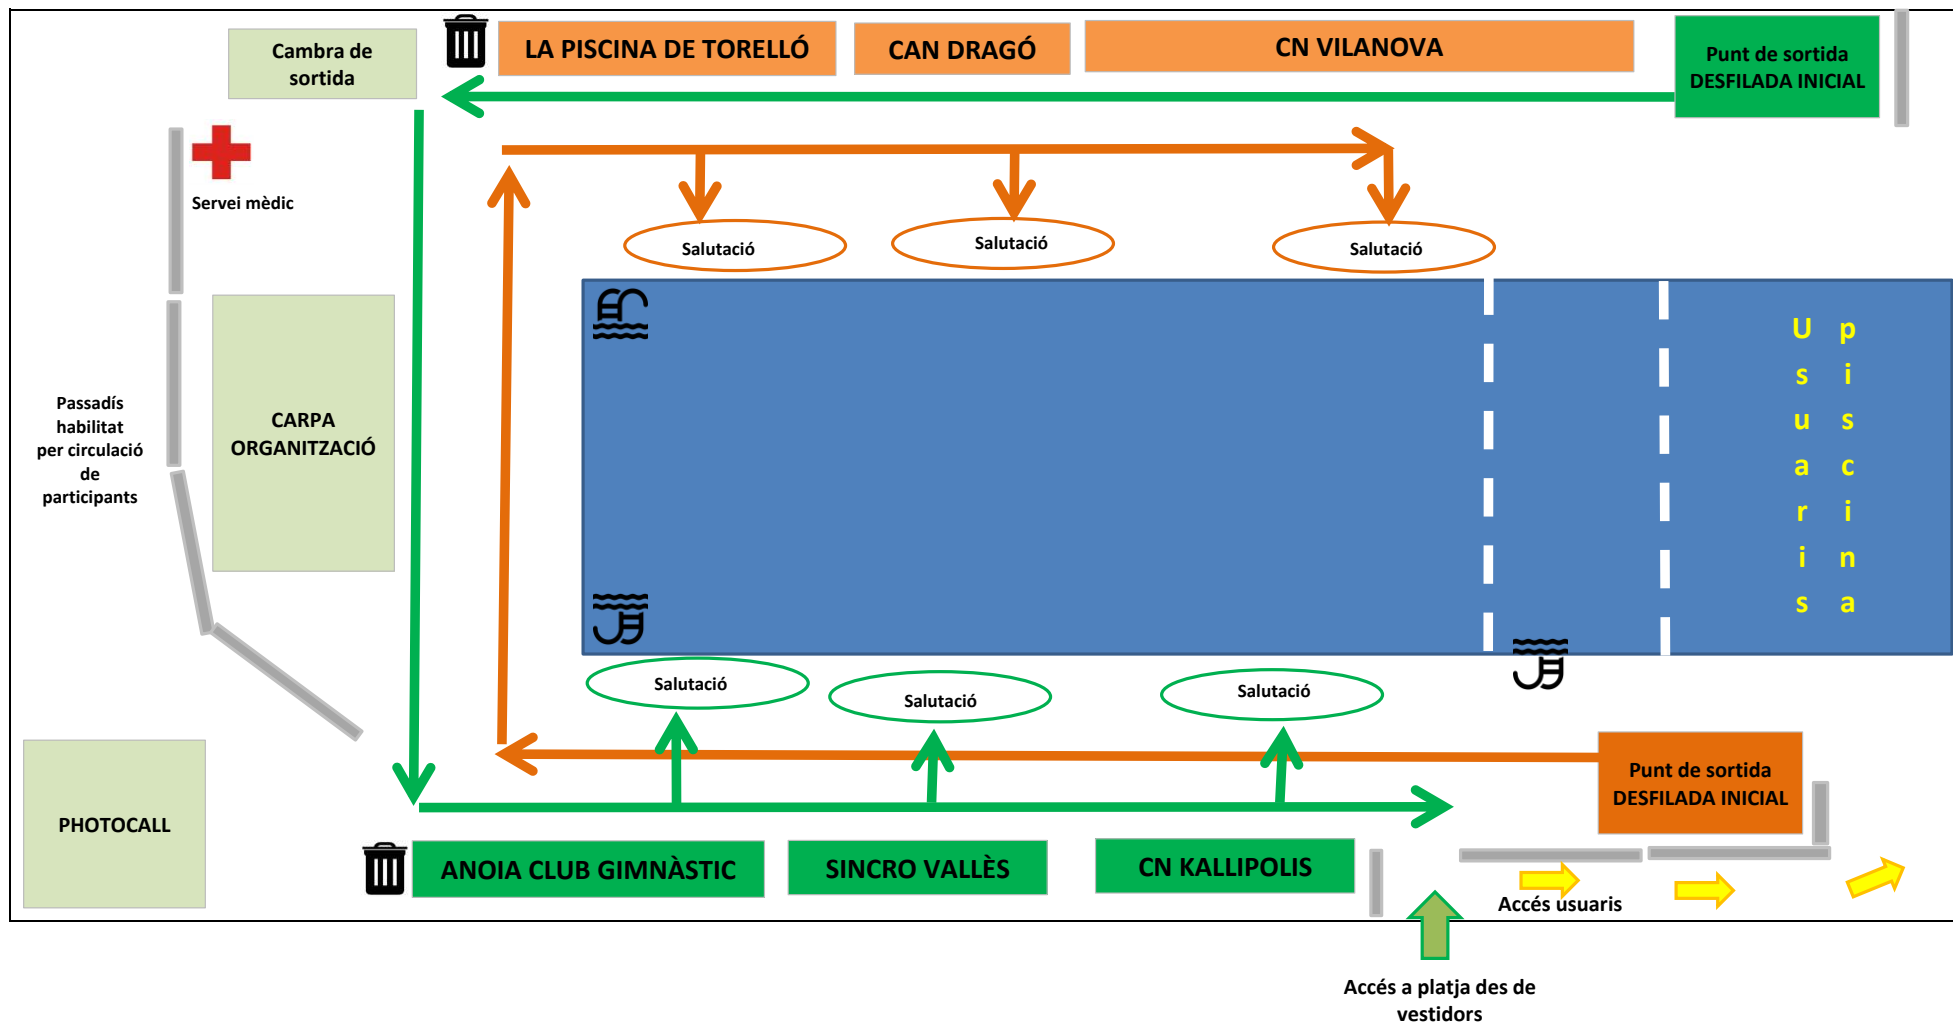 Cambra de
sortida
LA PISCINA DE TORELLÓ
CAN DRAGÓ
CN VILANOVA
Punt de sortida
DESFILADA INICIAL
Servei mèdic
Salutació
Salutació
Salutació
Passadís
habilitat
per circulació
de
participants
CARPA
ORGANITZACIÓ
Usuaris
piscina
Salutació
Salutació
Salutació
PHOTOCALL
Punt de sortida
DESFILADA INICIAL
ANOIA CLUB GIMNÀSTIC
SINCRO VALLÈS
CN KALLIPOLIS
Accés usuaris
Accés a platja des de
vestidors